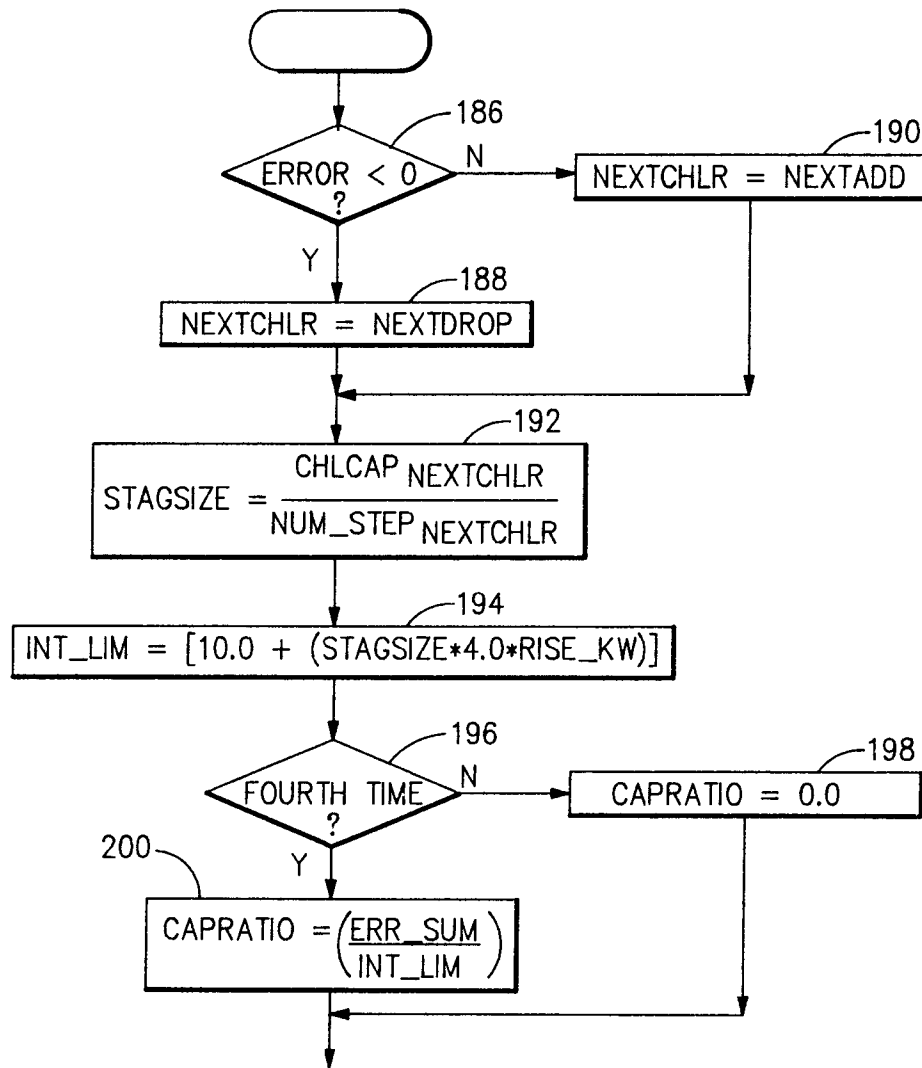 186
ERROR < 0
?
N
Y
190
NEXTCHLR = NEXTADD
188
NEXTCHLR = NEXTDROP
192
STAGSIZE = CHLCAP NEXTCHLR
NUM_STEP NEXTCHLR
194
INT_LIM = [10.0 + (STAGSIZE*4.0*RISE_KW)]
196
FOURTH TIME
?
N
Y
198
CAPRATIO = 0.0
200
CAPRATIO = (ERR_SUM
INT_LIM)